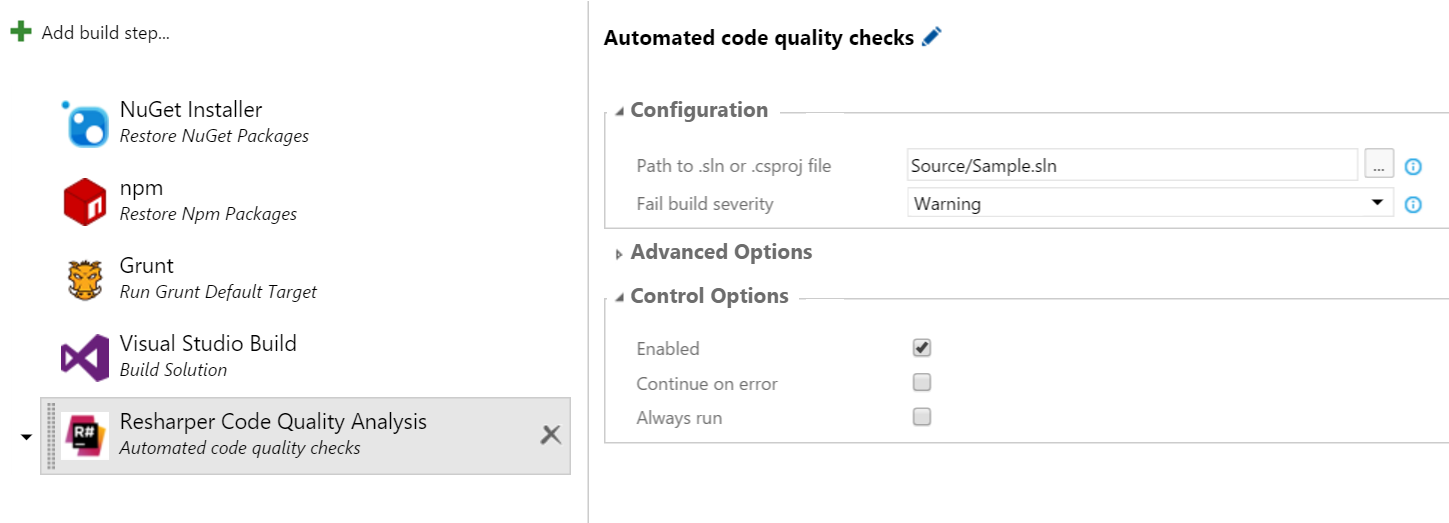 Add build step...
NuGet Installer
Restore NuGet Packages
npm
Restore Npm Packages
Grunt
Run Grunt Default Target
Visual Studio Build
Build Solution
R#
Resharper Code Quality Analysis
Automated code quality checks
Automated code quality checks
Configuration
Path to .sln or .csproj file
Source/Sample.sln
...
Fail build severity
Warning
Advanced Options
Control Options
Enabled
Continue on error
Always run